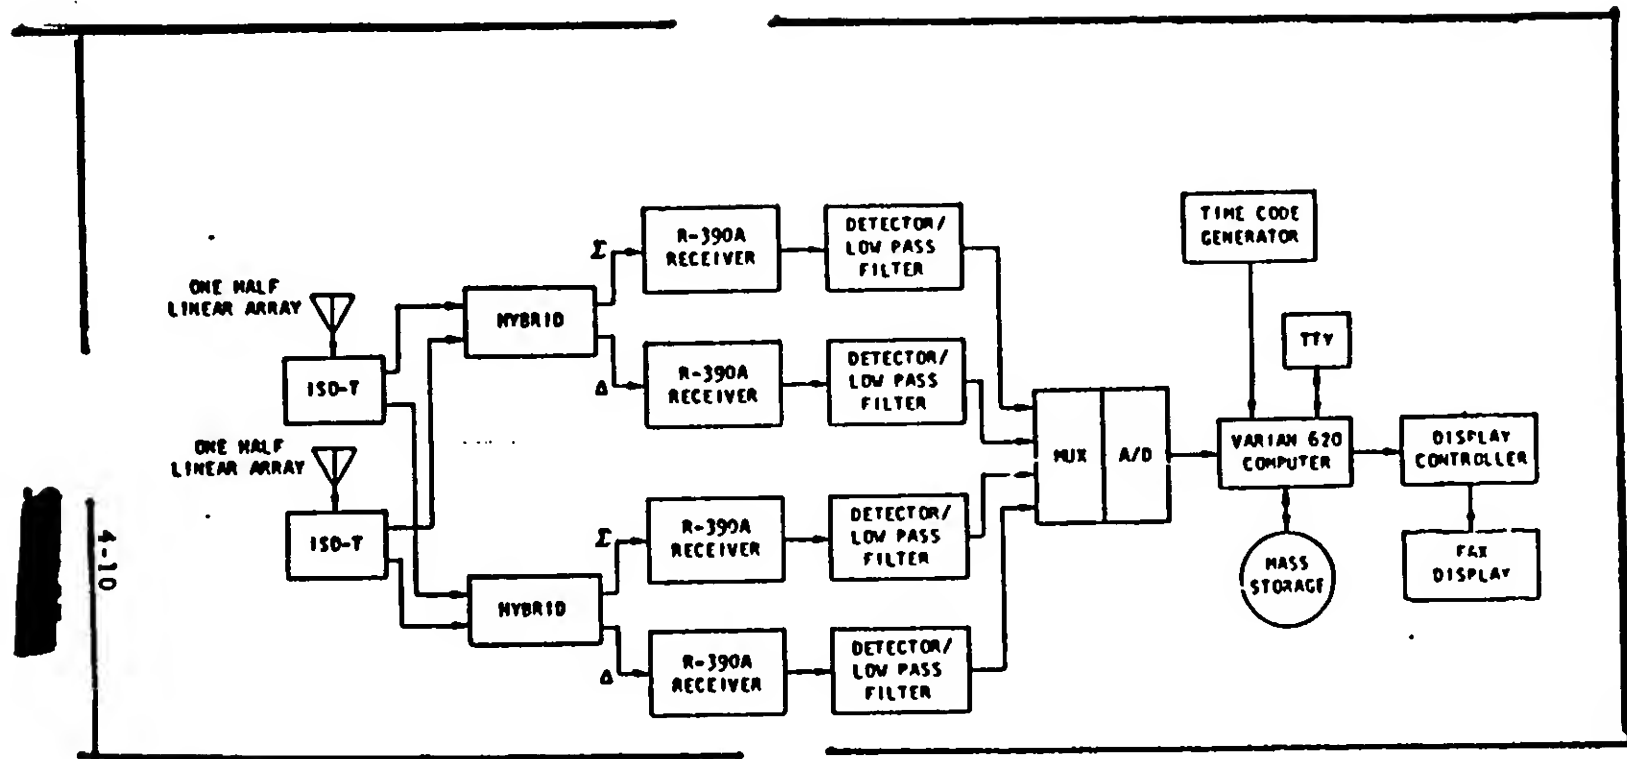 ONE HALF
LINEAR ARRAY
ISO-T
ONE HALF
LINEAR ARRAY
ISO-T
HYBRID
HYBRID
Σ
Δ
Σ
Δ
R-390A
RECEIVER
R-390A
RECEIVER
R-390A
RECEIVER
R-390A
RECEIVER
DETECTOR/
LOW PASS
FILTER
DETECTOR/
LOW PASS
FILTER
DETECTOR/
LOW PASS
FILTER
DETECTOR/
LOW PASS
FILTER
MUX
A/D
TIME CODE
GENERATOR
TTY
VARIAN 620
COMPUTER
MASS
STORAGE
DISPLAY
CONTROLLER
FAX
DISPLAY
4-10